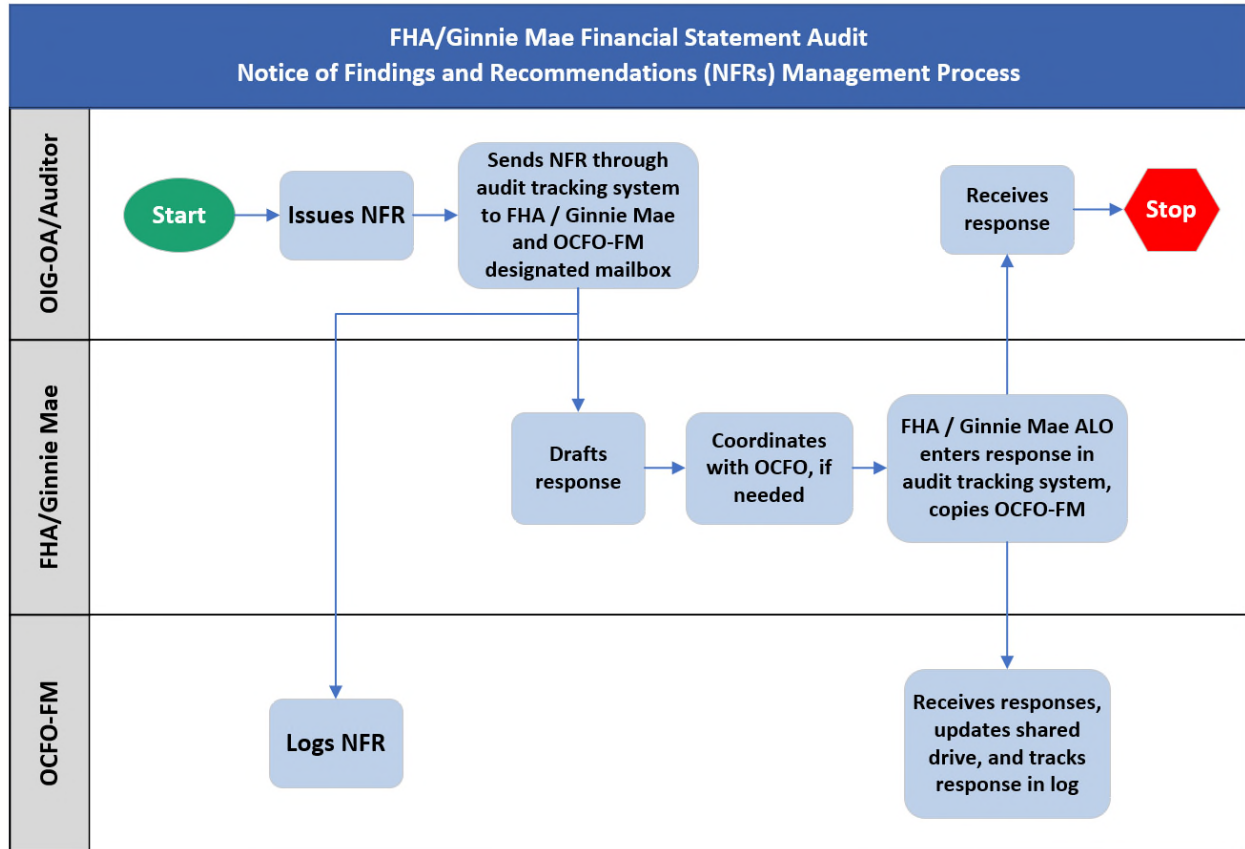 FHA/Ginnie Mae Financial Statement Audit
Notice of Findings and Recommendations (NFRs) Management Process
OIG-OA/Auditor
Start
Issues NFR
Sends NFR through
audit tracking system
to FHA / Ginnie Mae
and OCFO-FM
designated mailbox
Receives
response
Stop
FHA/Ginnie Mae
Drafts
response
Coordinates
with OCFO, if
needed
FHA / Ginnie Mae ALO
enters response in
audit tracking system,
copies OCFO-FM
OCFO-FM
Logs NFR
Receives responses,
updates shared
drive, and tracks
response in log